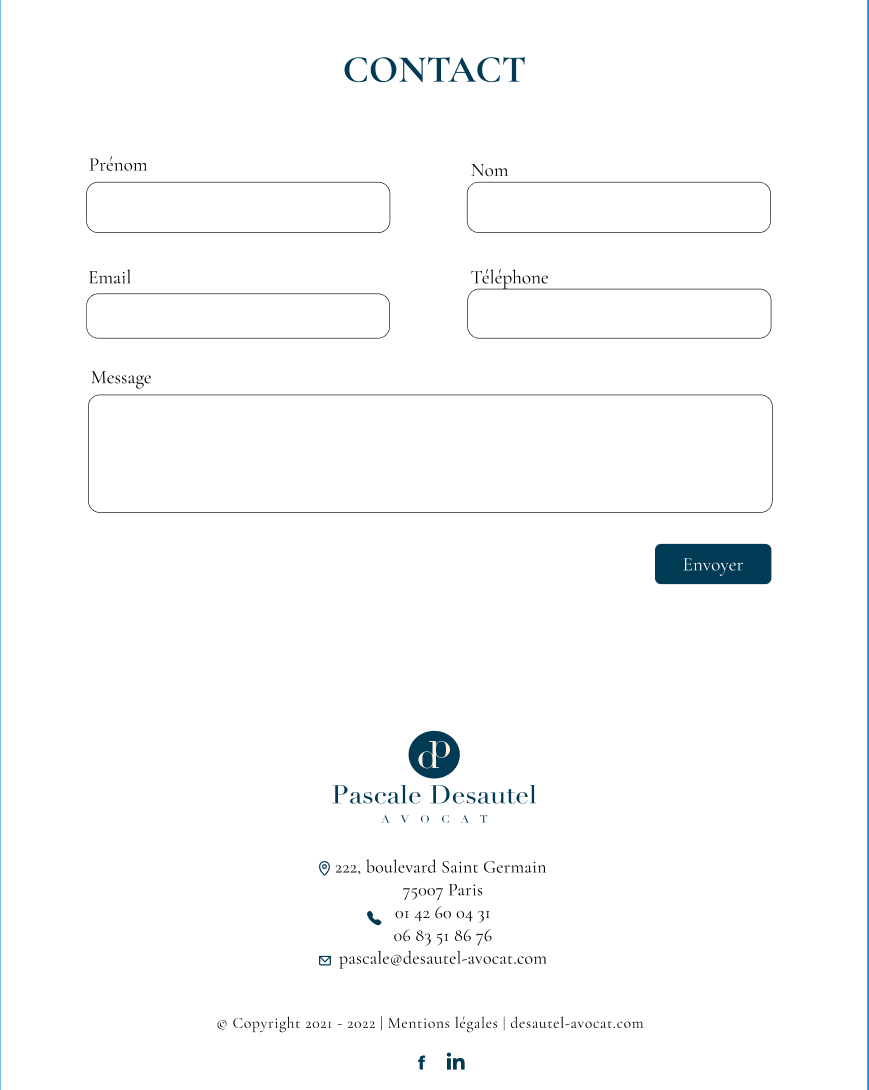 CONTACT
Prénom
Nom
Email
Téléphone
Message
Envoyer
dp
Pascale Desautel
AVOCAT
222, boulevard Saint Germain
75007 Paris
01 42 60 04 31
06 83 51 86 76
pascale@desautel-avocat.com
© Copyright 2021 - 2022 | Mentions légales | desautel-avocat.com
f in